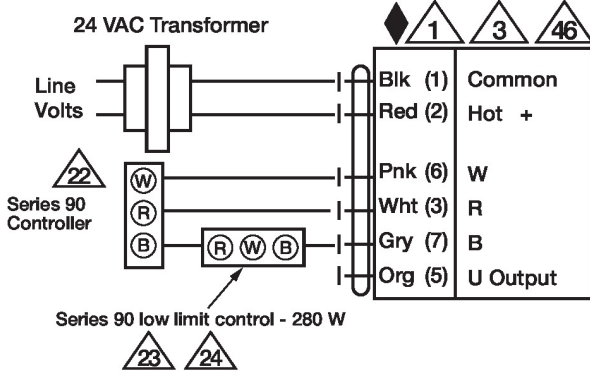 24 VAC Transformer
1 3 46
Line
Volts
Blk (1) Common
Red (2) Hot +
22
Series 90
Controller
W
R
B
R W B
Pnk (6) W
Wht (3) R
Gry (7) B
Org (5) U Output
Series 90 low limit control - 280 W
23 24